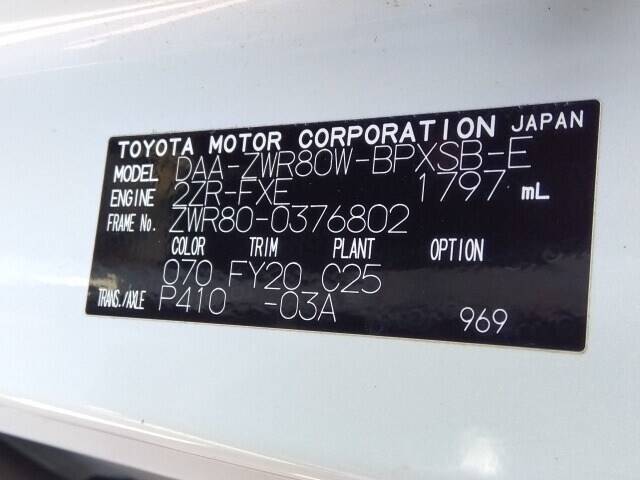 TOYOTA MOTOR CORPORATION JAPAN
MODEL DAA-ZWR80W-BPXSB-E
ENGINE 2ZR-FXE 1797 mL
FRAME No. ZWR80-0376802
COLOR TRIM PLANT OPTION
070 FY20 C25
TRANS./AXLE P410 -03A
969